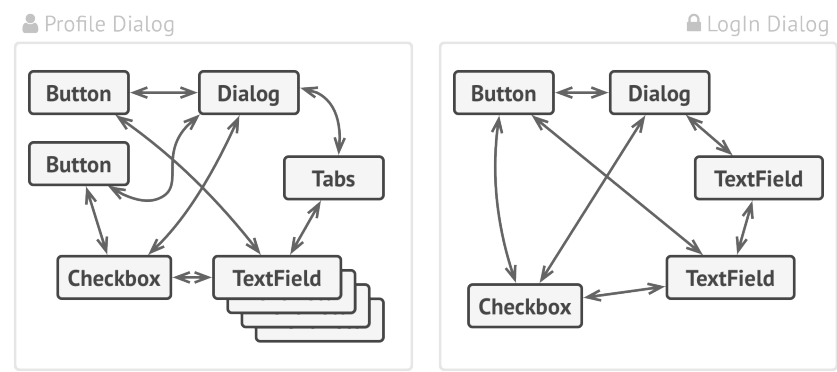 Profile Dialog
Button
Dialog
Button
Tabs
Checkbox
TextField
LogIn Dialog
Button
Dialog
TextField
TextField
Checkbox